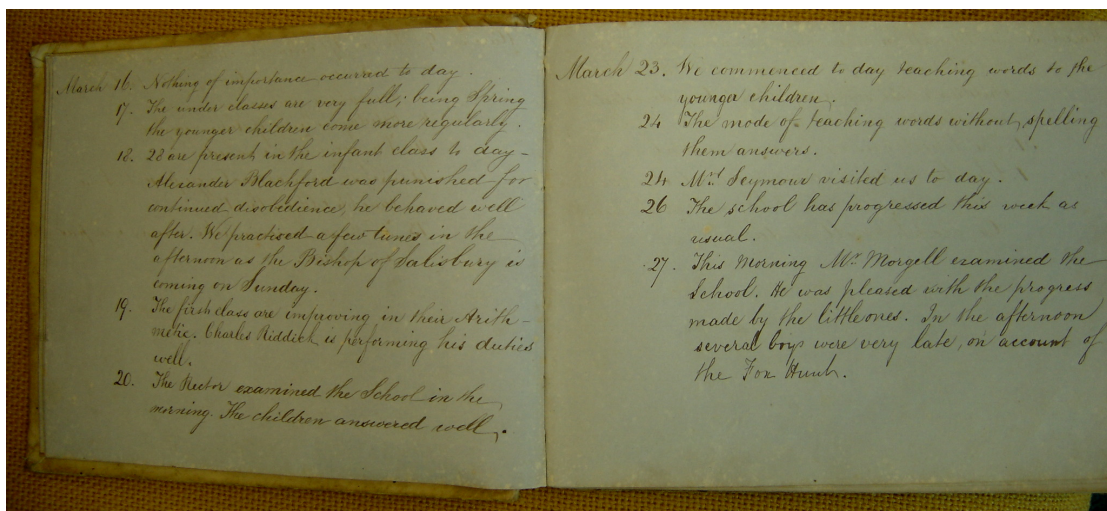 March 16. Nothing of importance occurred to day.
17. The under classes are very full; being Spring
the younger children come more regularly.
18. 28 are present in the infant class to day –
Alexander Blachford was punished for
continued disobedience, he behaved well
after. We practised a few tunes in the
afternoon as the Bishop of Salisbury is
coming on Sunday.
19. The first class are improving in their Arith-
metic. Charles Riddick is performing his duties
well.
20. The Rector examined the School in the
morning. The children answered well.
March 23. We commenced to day teaching words to the
younger children.
24 The mode of teaching words without spelling
them answers.
24 Mrs Seymour visited us to day.
26 The school has progressed this week as
usual.
27. This Morning Mr Morgell examined the
School. He was pleased with the progress
made by the little ones. In the afternoon
several boys were very late, on account of
the Fox Hunt.